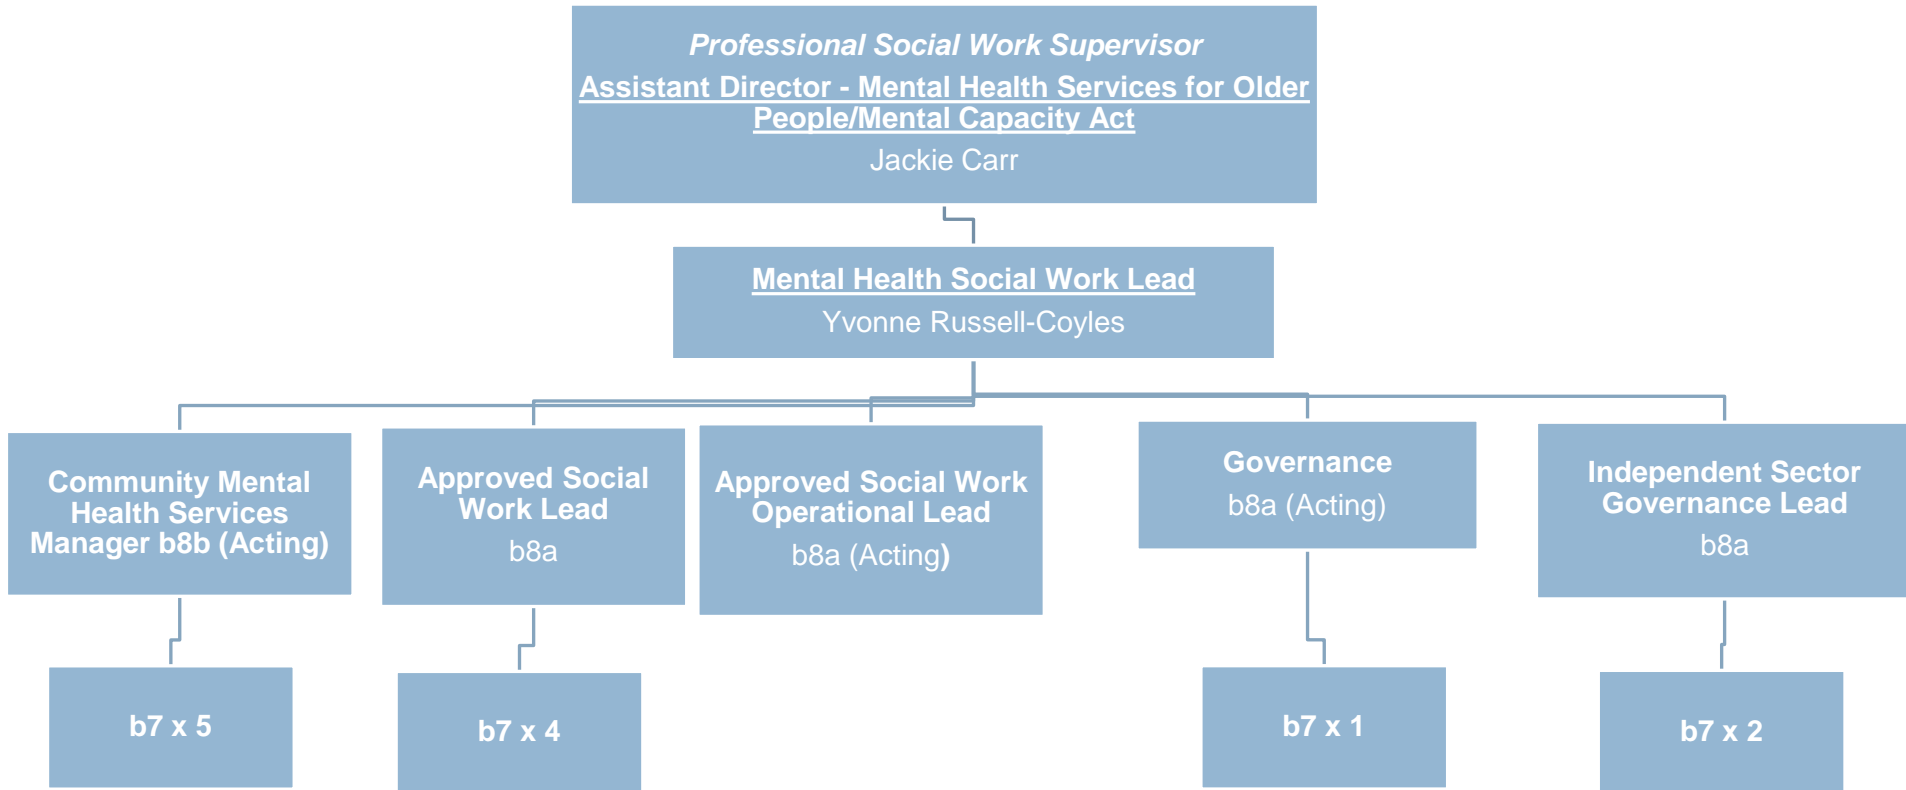 Professional Social Work Supervisor
Assistant Director - Mental Health Services for Older
People/Mental Capacity Act
Jackie Carr
Mental Health Social Work Lead
Yvonne Russell-Coyles
Community Mental
Health Services
Manager b8b (Acting)
Approved Social
Work Lead
b8a
Approved Social Work
Operational Lead
b8a (Acting)
Governance
b8a (Acting)
Independent Sector
Governance Lead
b8a
b7 x 5
b7 x 4
b7 x 1
b7 x 2